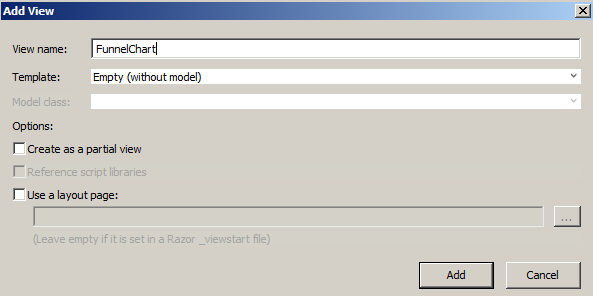 Add View
View name: FunnelChart
Template: Empty (without model)
Model class:
Options:
Create as a partial view
Reference script libraries
Use a layout page:
...
(Leave empty if it is set in a Razor _viewstart file)
Add Cancel